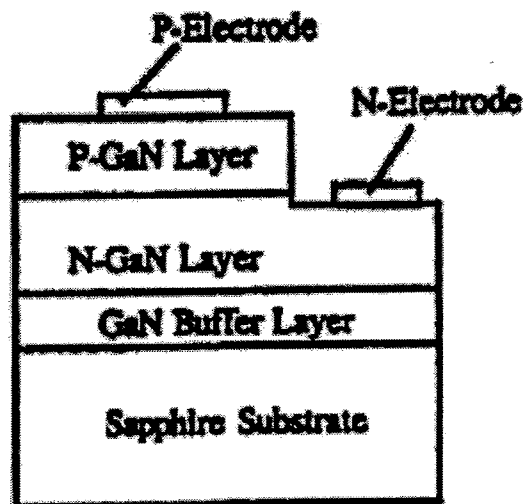 P-Electrode
N-Electrode
P-GaN Layer
N-GaN Layer
GaN Buffer Layer
Sapphire Substrate